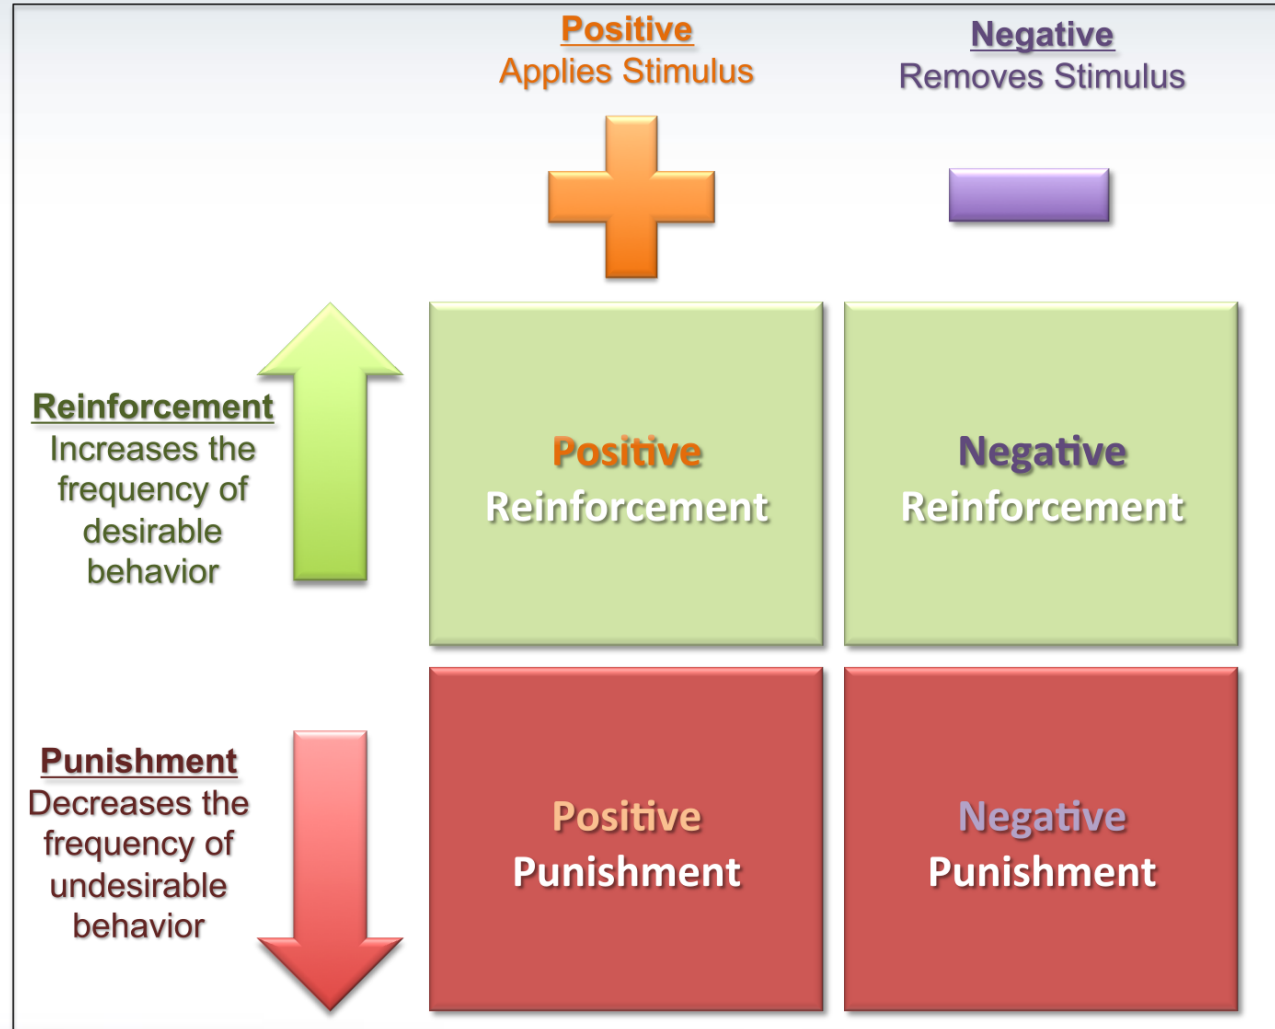 Positive
Applies Stimulus
Negative
Removes Stimulus
Reinforcement
Increases the
frequency of
desirable
behavior
Positive
Reinforcement
Negative
Reinforcement
Punishment
Decreases the
frequency of
undesirable
behavior
Positive
Punishment
Negative
Punishment